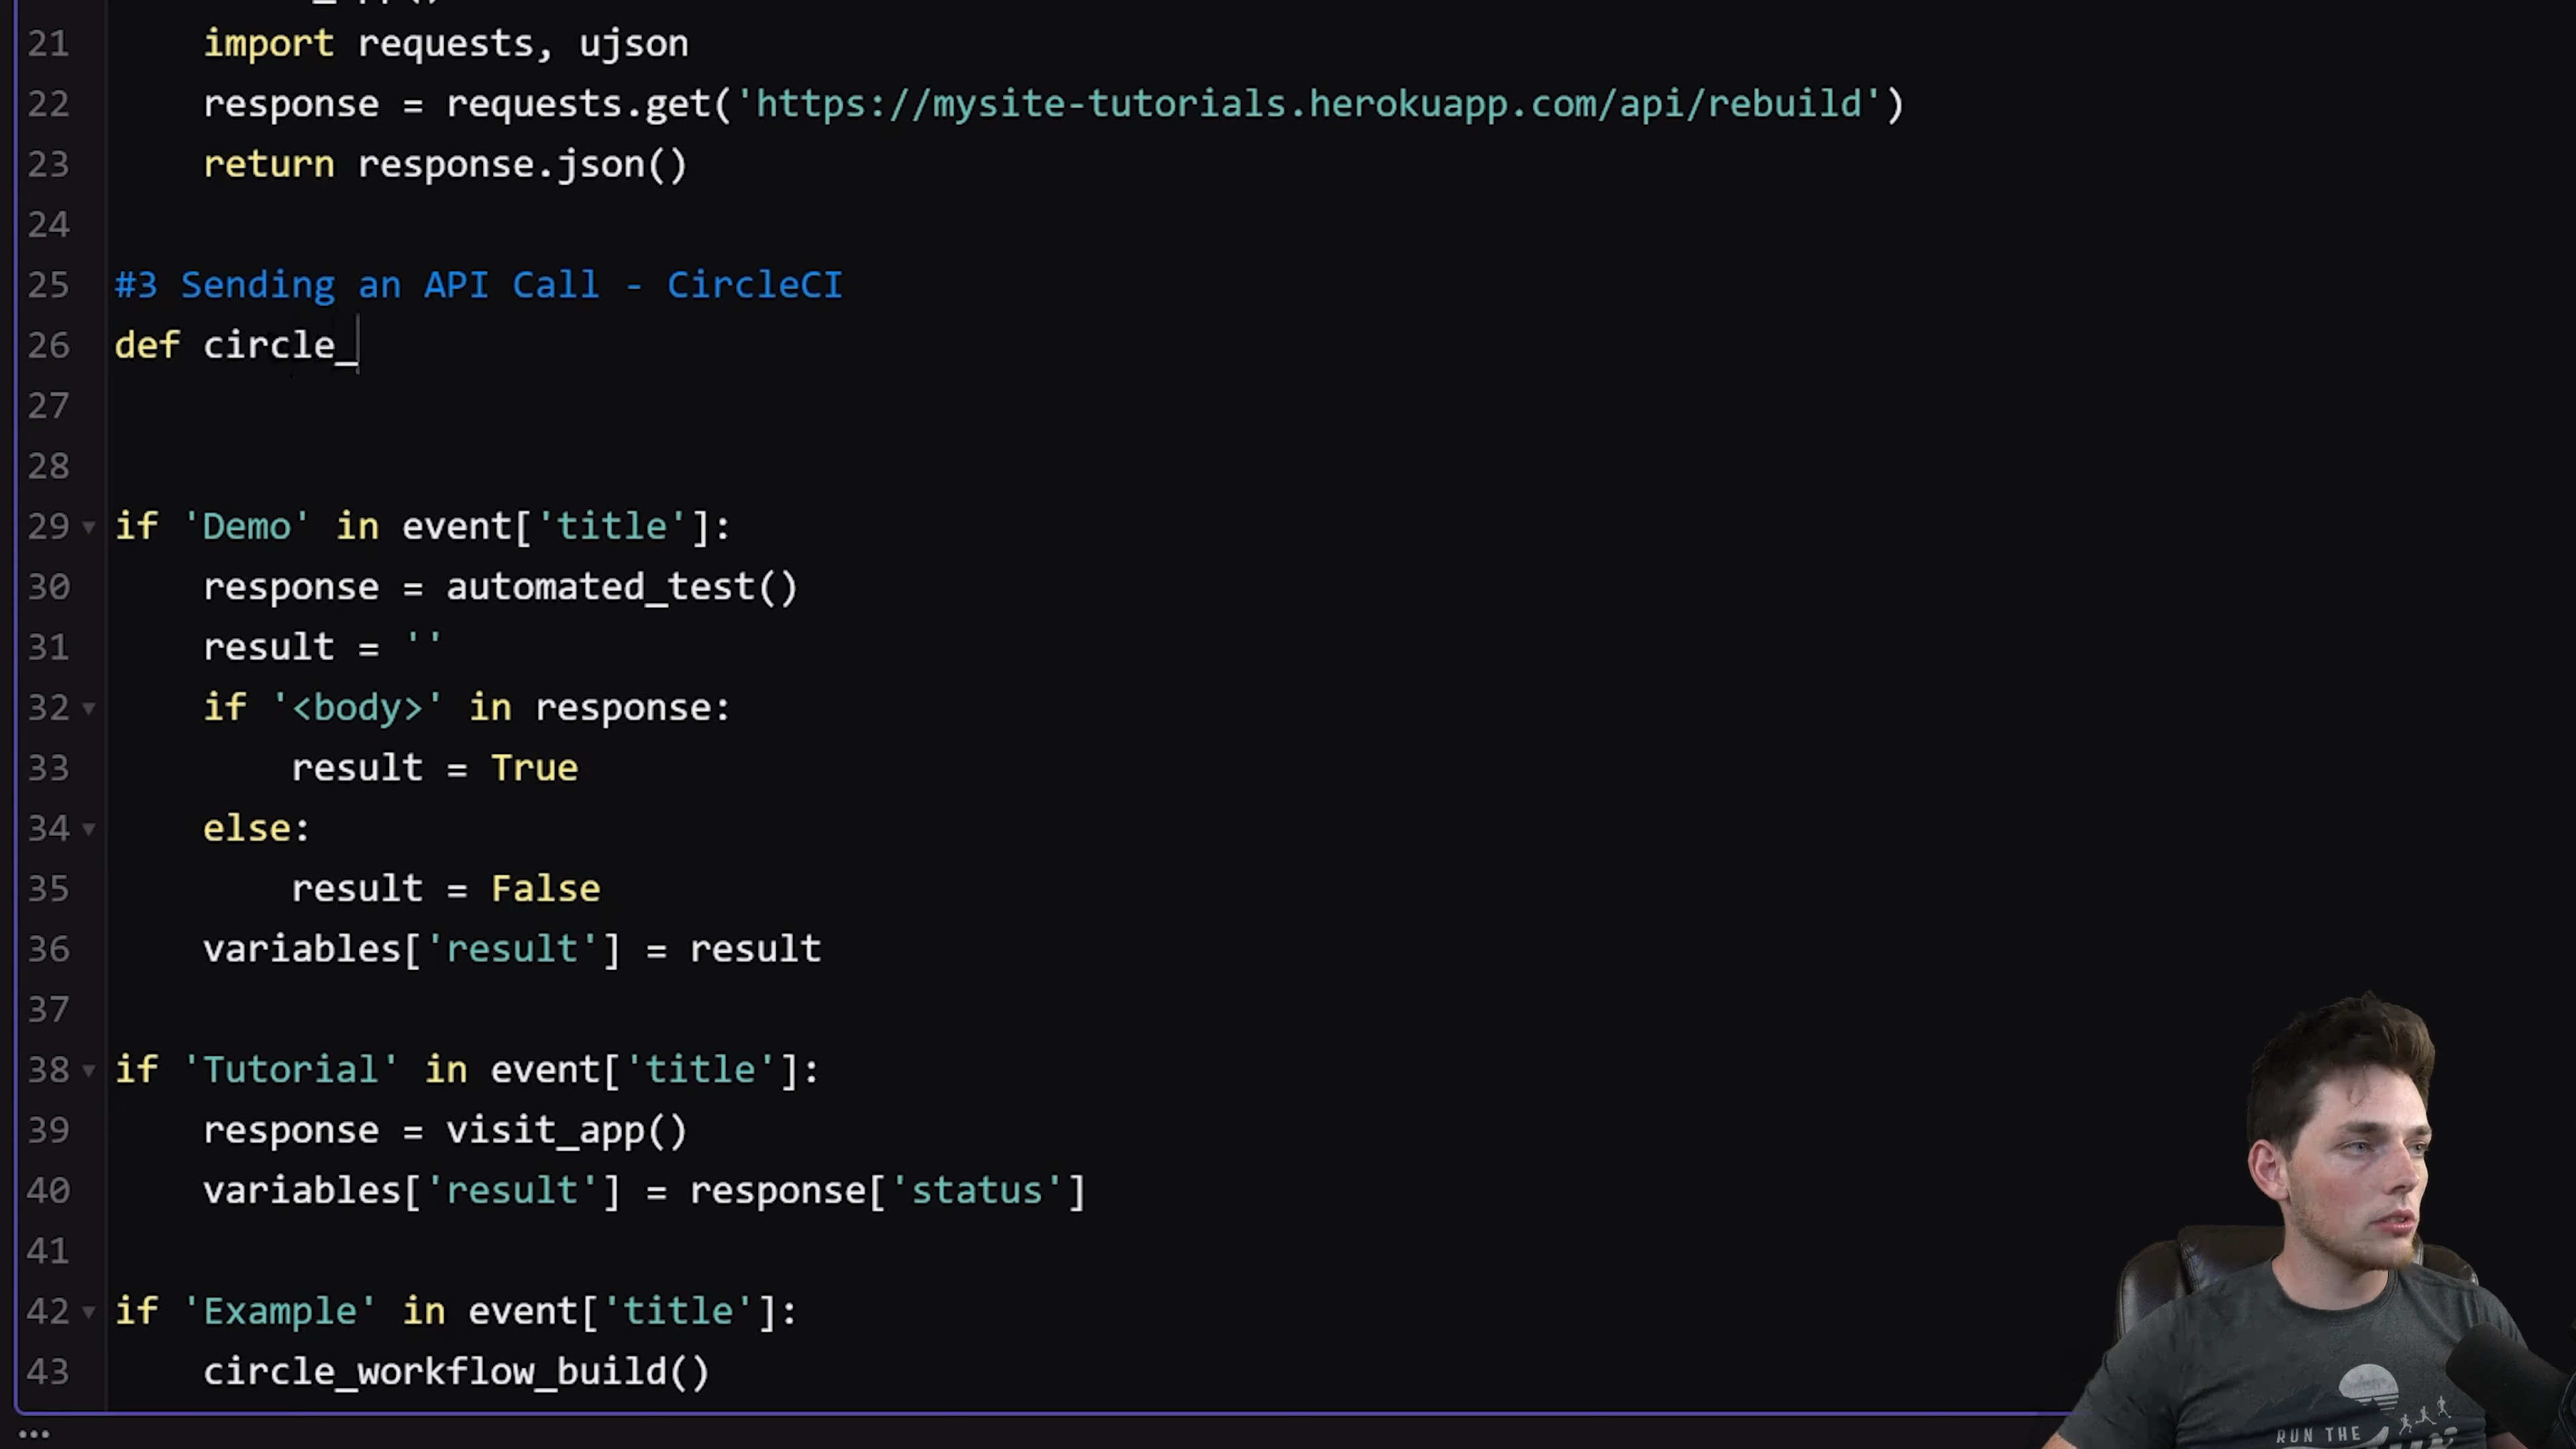 21 import requests, ujson
22 response = requests.get('https://mysite-tutorials.herokuapp.com/api/rebuild')
23 return response.json()
24
25 #3 Sending an API Call - CircleCI
26 def circle_
27
28
29 if 'Demo' in event['title']:
30 response = automated_test()
31 result = ''
32 if '<body>' in response:
33 result = True
34 else:
35 result = False
36 variables['result'] = result
37
38 if 'Tutorial' in event['title']:
39 response = visit_app()
40 variables['result'] = response['status']
41
42 if 'Example' in event['title']:
43 circle_workflow_build()
...
RUN THE